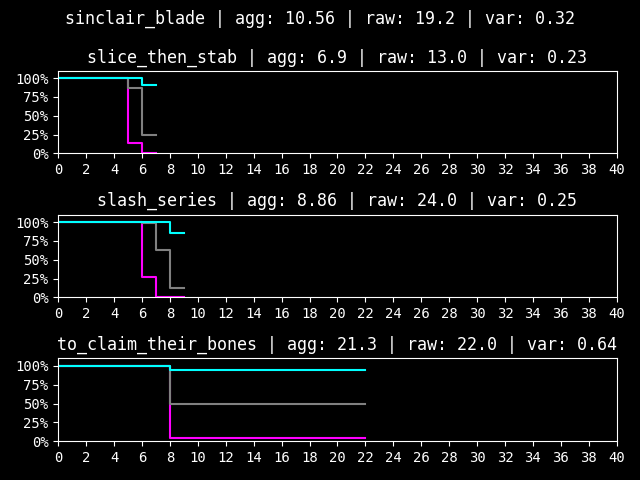 sinclair_blade | agg: 10.56 | raw: 19.2 | var: 0.32
slice_then_stab | agg: 6.9 | raw: 13.0 | var: 0.23
100%
75%
50%
25%
0%
0 2 4 6 8 10 12 14 16 18 20 22 24 26 28 30 32 34 36 38 40
slash_series | agg: 8.86 | raw: 24.0 | var: 0.25
100%
75%
50%
25%
0%
0 2 4 6 8 10 12 14 16 18 20 22 24 26 28 30 32 34 36 38 40
to_claim_their_bones | agg: 21.3 | raw: 22.0 | var: 0.64
100%
75%
50%
25%
0%
0 2 4 6 8 10 12 14 16 18 20 22 24 26 28 30 32 34 36 38 40